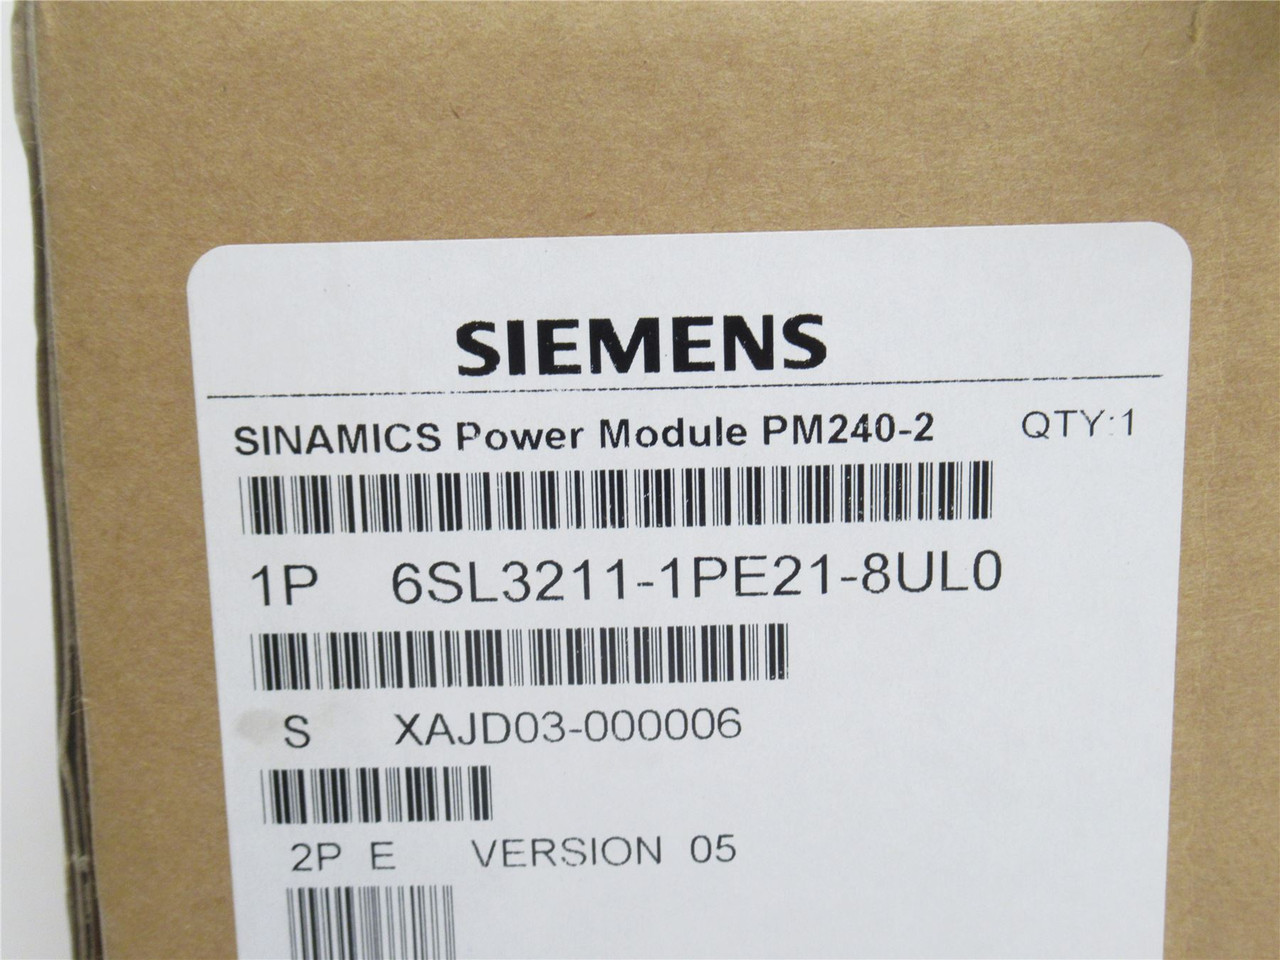 SIEMENS
SINAMICS Power Module PM240-2 QTY:1
1P 6SL3211-1PE21-8UL0
S XAJD03-000006
2P E VERSION 05